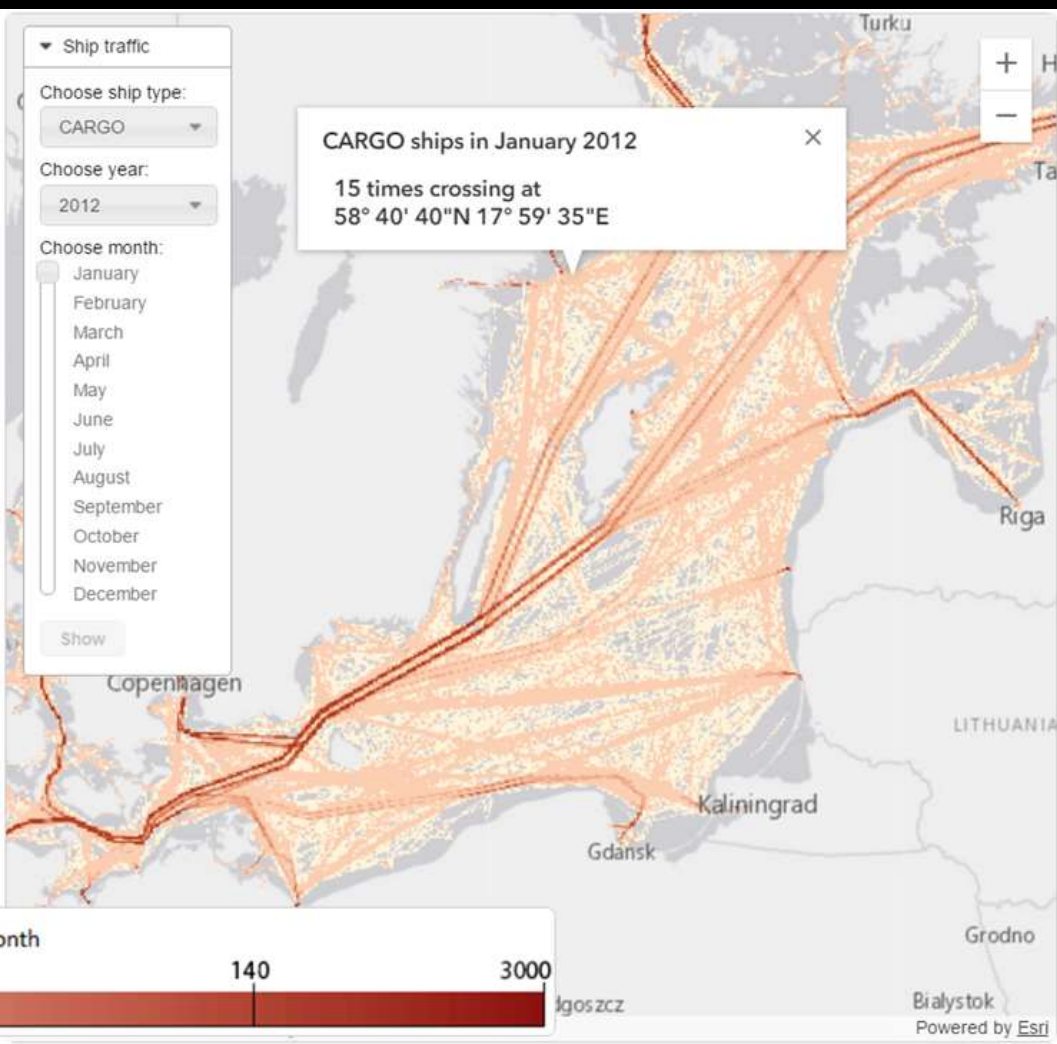 Ship traffic
Choose ship type:
CARGO
Choose year:
2012
Choose month:
January
February
March
April
May
June
July
August
September
October
November
December
Show
CARGO ships in January 2012
15 times crossing at
58° 40' 40"N 17° 59' 35"E
Turku
+
H
−
Ta
Riga
Copenhagen
LITHUANIA
Kaliningrad
Gdańsk
Grodno
onth
140
3000
dgoszcz
Bialystok
Powered by Esri